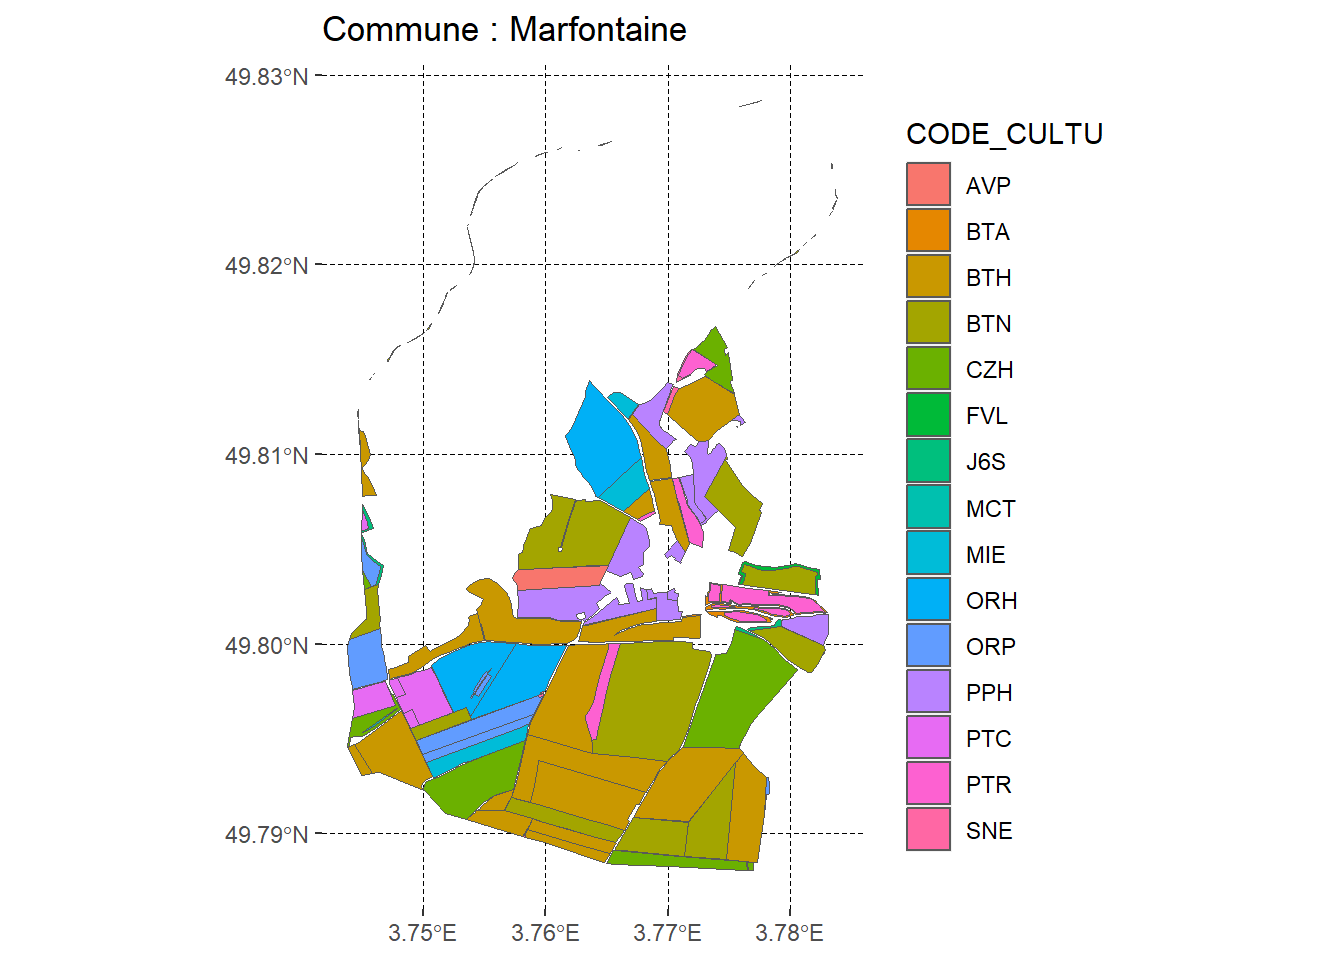 Commune : Marfontaine
49.83°N
49.82°N
49.81°N
49.80°N
49.79°N
3.75°E
3.76°E
3.77°E
3.78°E
CODE_CULTU
AVP
BTA
BTH
BTN
CZH
FVL
J6S
MCT
MIE
ORH
ORP
PPH
PTC
PTR
SNE